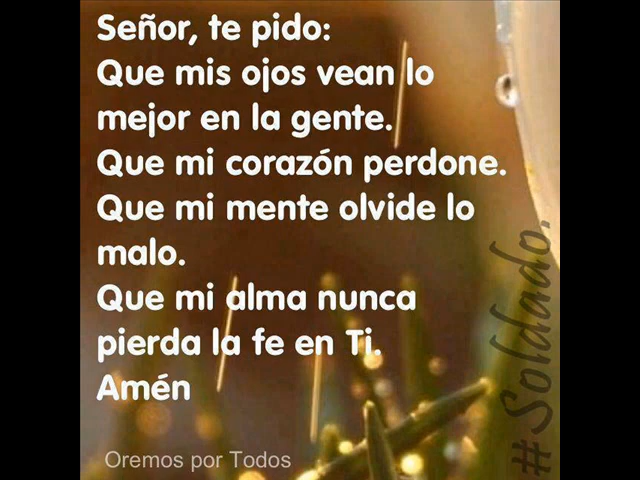 Señor, te pido:
Que mis ojos vean lo
mejor en la gente.
Que mi corazón perdone.
Que mi mente olvide lo
malo.
Que mi alma nunca
pierda la fe en Ti.
Amén
Oremos por Todos
#Soldado.